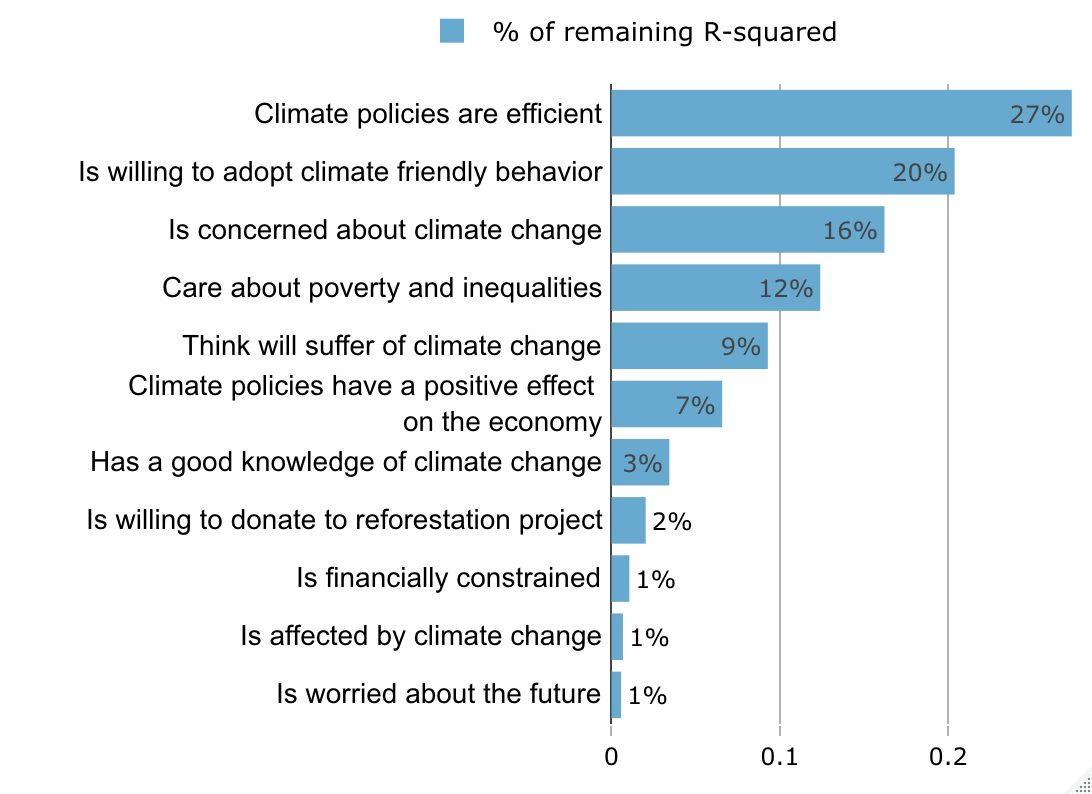 % of remaining R-squared
Climate policies are efficient 27%
Is willing to adopt climate friendly behavior 20%
Is concerned about climate change 16%
Care about poverty and inequalities 12%
Think will suffer of climate change 9%
Climate policies have a positive effect
on the economy 7%
Has a good knowledge of climate change 3%
Is willing to donate to reforestation project 2%
Is financially constrained 1%
Is affected by climate change 1%
Is worried about the future 1%
0 0.1 0.2